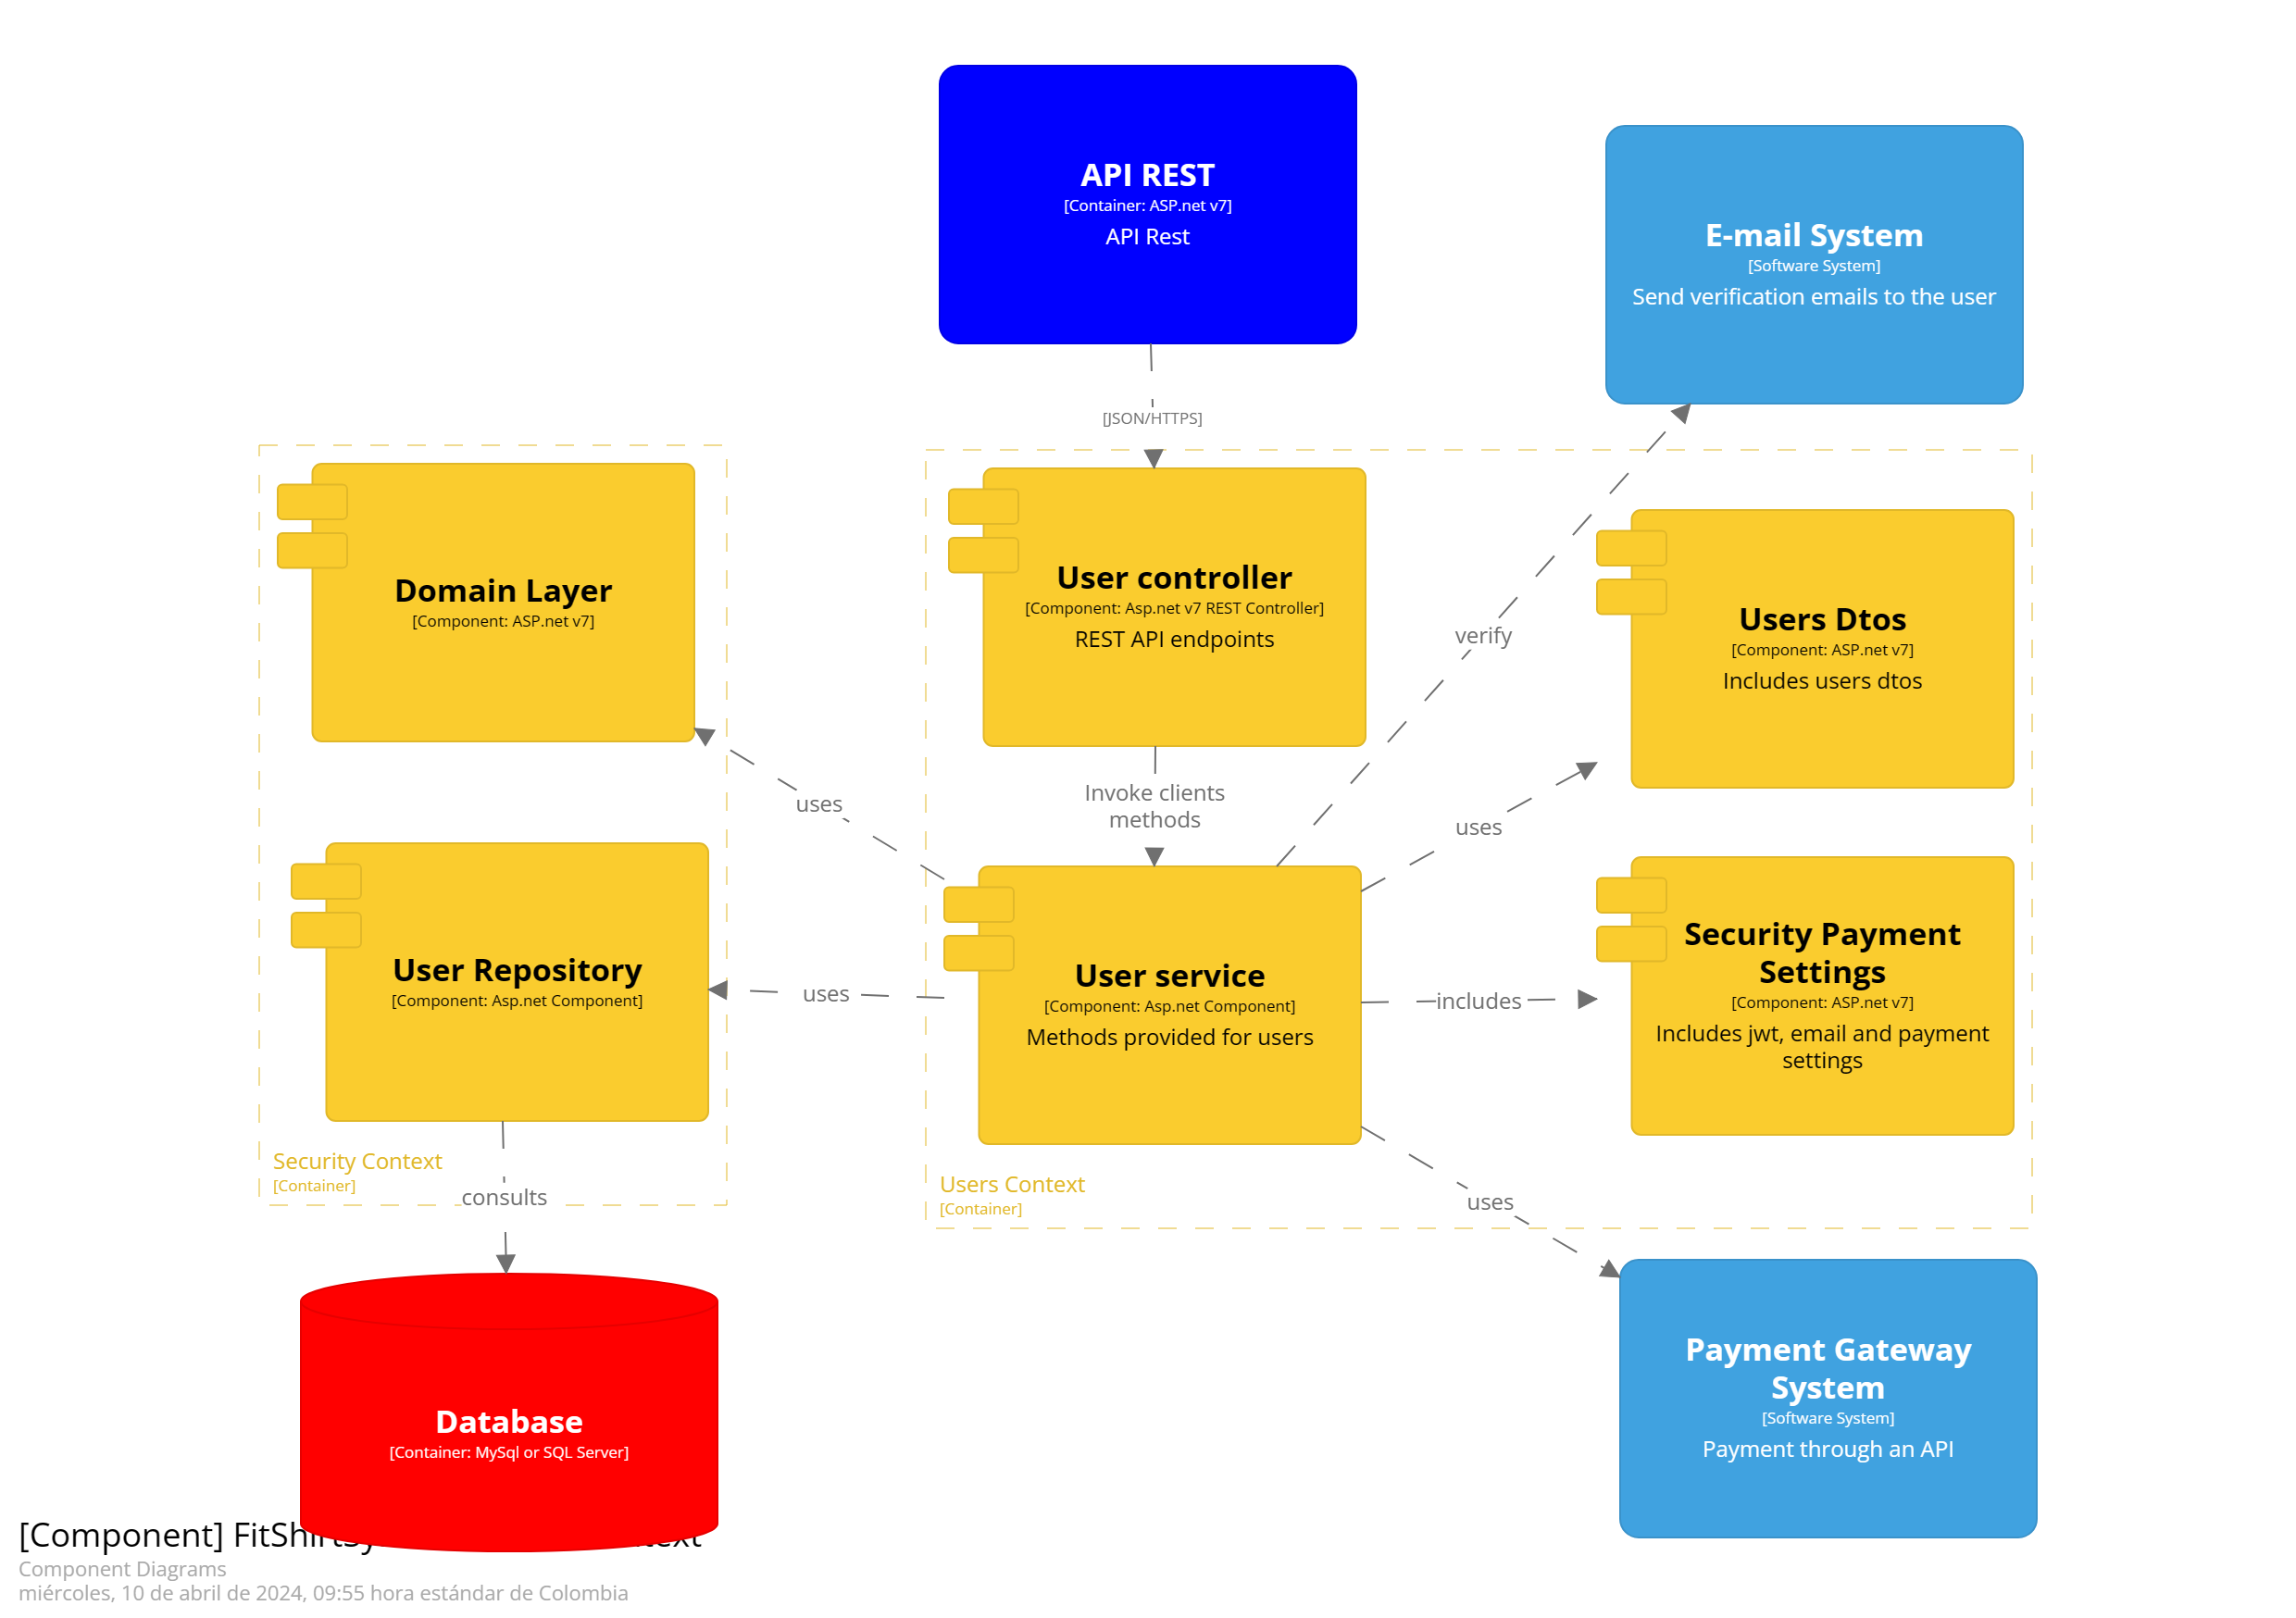 API REST
[Container: ASP.net v7]
API Rest
E-mail System
[Software System]
Send verification emails to the user
[JSON/HTTPS]
Domain Layer
[Component: ASP.net v7]
User controller
[Component: Asp.net v7 REST Controller]
REST API endpoints
verify
Users Dtos
[Component: ASP.net v7]
Includes users dtos
uses
Invoke clients
methods
uses
User Repository
[Component: Asp.net Component]
uses
User service
[Component: Asp.net Component]
Methods provided for users
includes
Security Payment
Settings
[Component: ASP.net v7]
Includes jwt, email and payment
settings
Security Context
[Container]
consults
Users Context
[Container]
uses
Database
[Container: MySql or SQL Server]
Payment Gateway
System
[Software System]
Payment through an API
[Component]
Component Diagrams
miércoles, 10 de abril de 2024, 09:55 hora estándar de Colombia